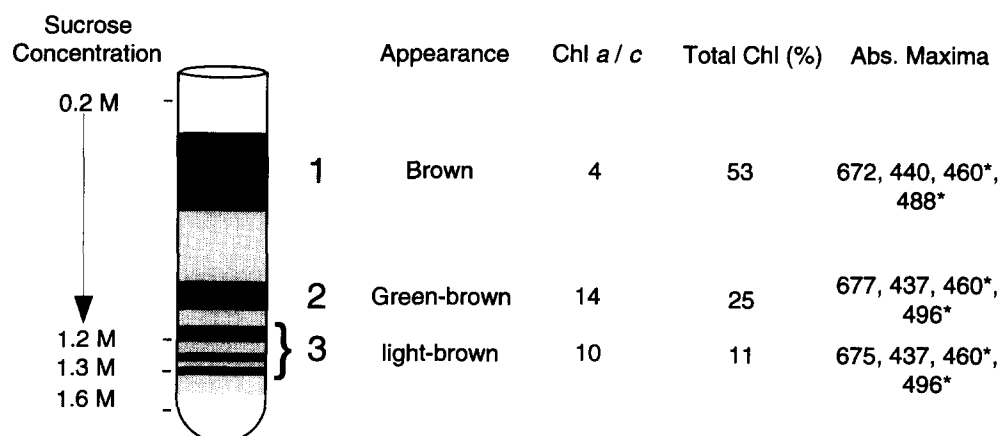 Sucrose
Concentration
Appearance Chl a / c Total Chl (%) Abs. Maxima
0.2 M
1 Brown 4 53 672, 440, 460*,
488*
2 Green-brown 14 25 677, 437, 460*,
496*
1.2 M
3 light-brown 10 11 675, 437, 460*,
496*
1.3 M
1.6 M